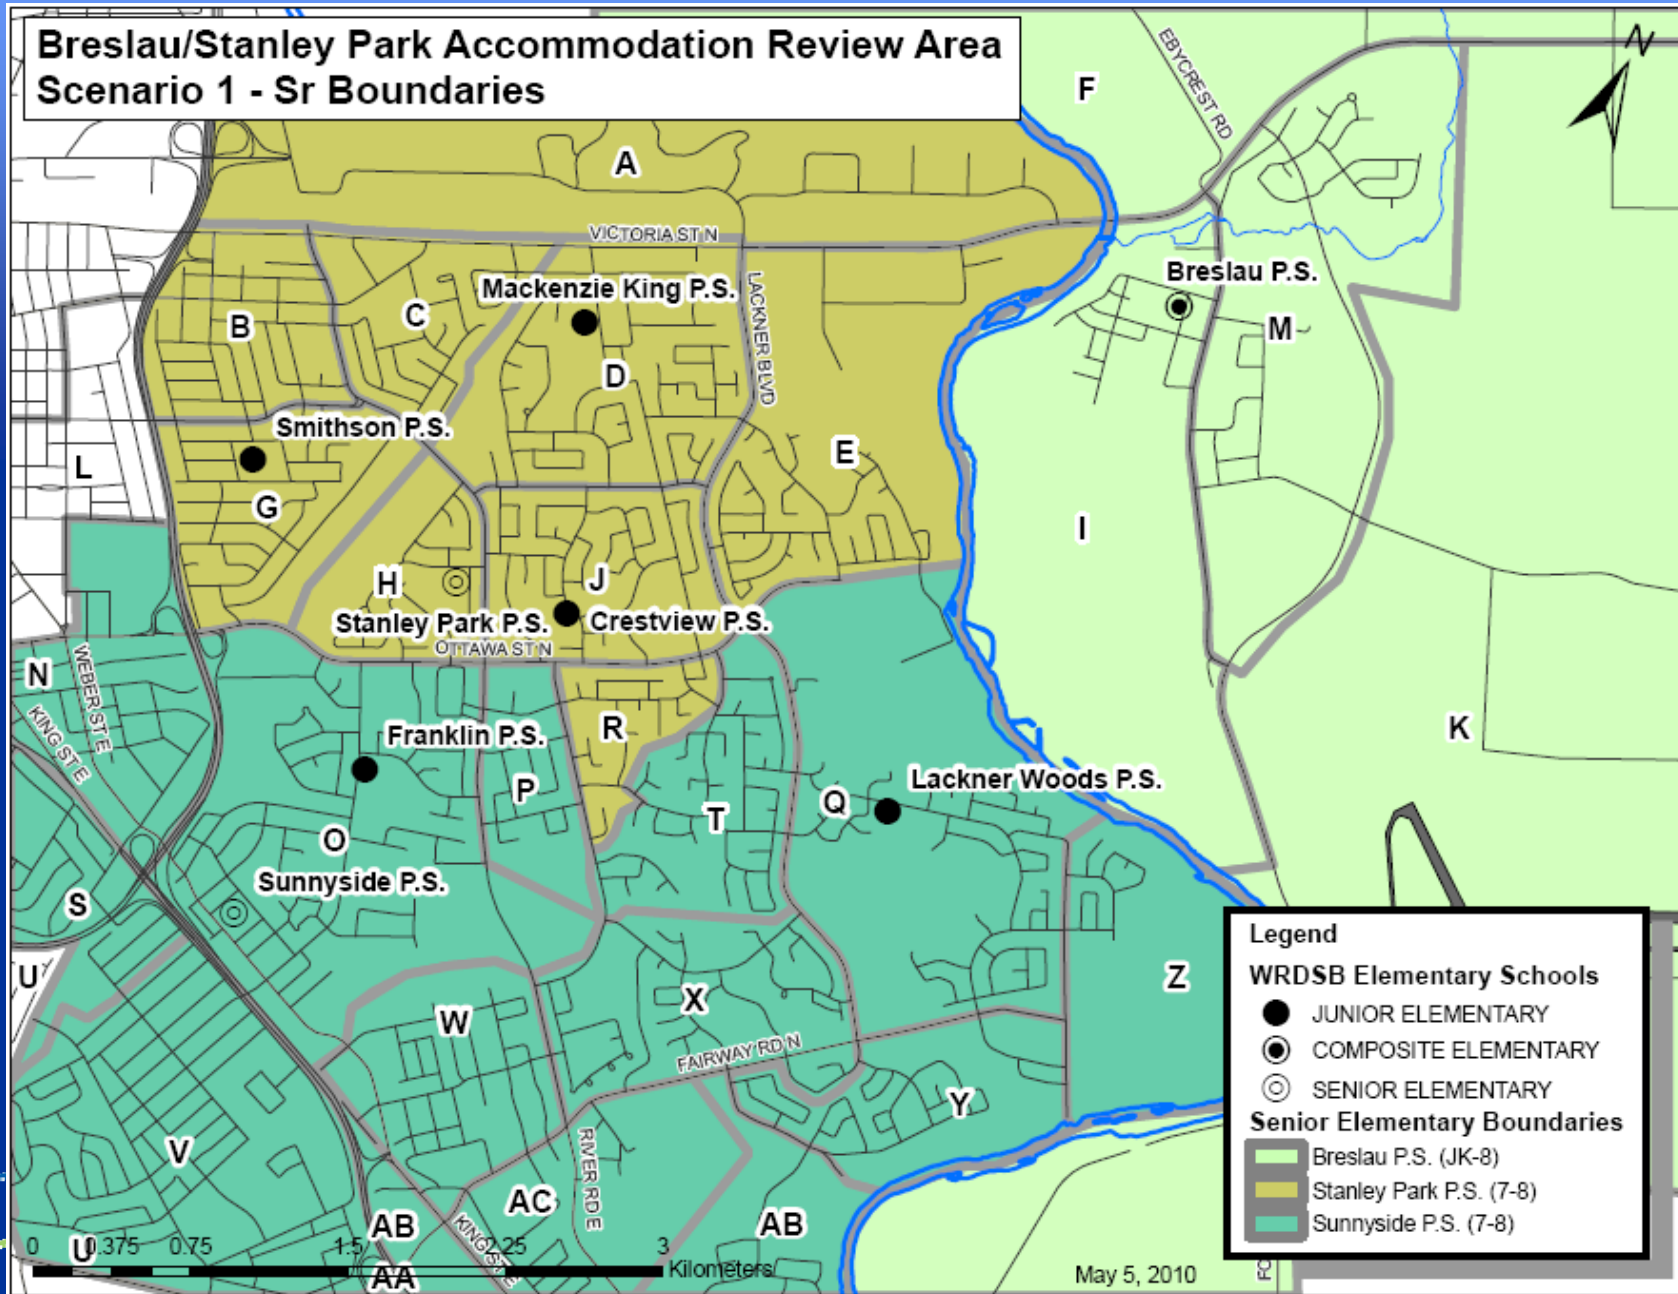 Breslau/Stanley Park Accommodation Review Area
Scenario 1 - Sr Boundaries
N
F
EBYCREST RD
A
VICTORIA ST N
Breslau P.S.
Mackenzie King P.S.
LACKNER BLVD
B
C
M
D
Smithson P.S.
L
E
G
I
H
J
Stanley Park P.S.
Crestview P.S.
OTTAWA ST N
N
WEBER ST E
KING ST E
R
K
Franklin P.S.
P
Lackner Woods P.S.
Q
T
O
Sunnyside P.S.
S
U
X
Z
W
FAIRWAY RD N
Y
V
RIVER RD E
AC
AB
AB
KING ST E
U
AA
0 0.375 0.75 1.5 2.25 3
Kilometers
May 5, 2010
FO
Legend
WRDSB Elementary Schools
JUNIOR ELEMENTARY
COMPOSITE ELEMENTARY
SENIOR ELEMENTARY
Senior Elementary Boundaries
Breslau P.S. (JK-8)
Stanley Park P.S. (7-8)
Sunnyside P.S. (7-8)